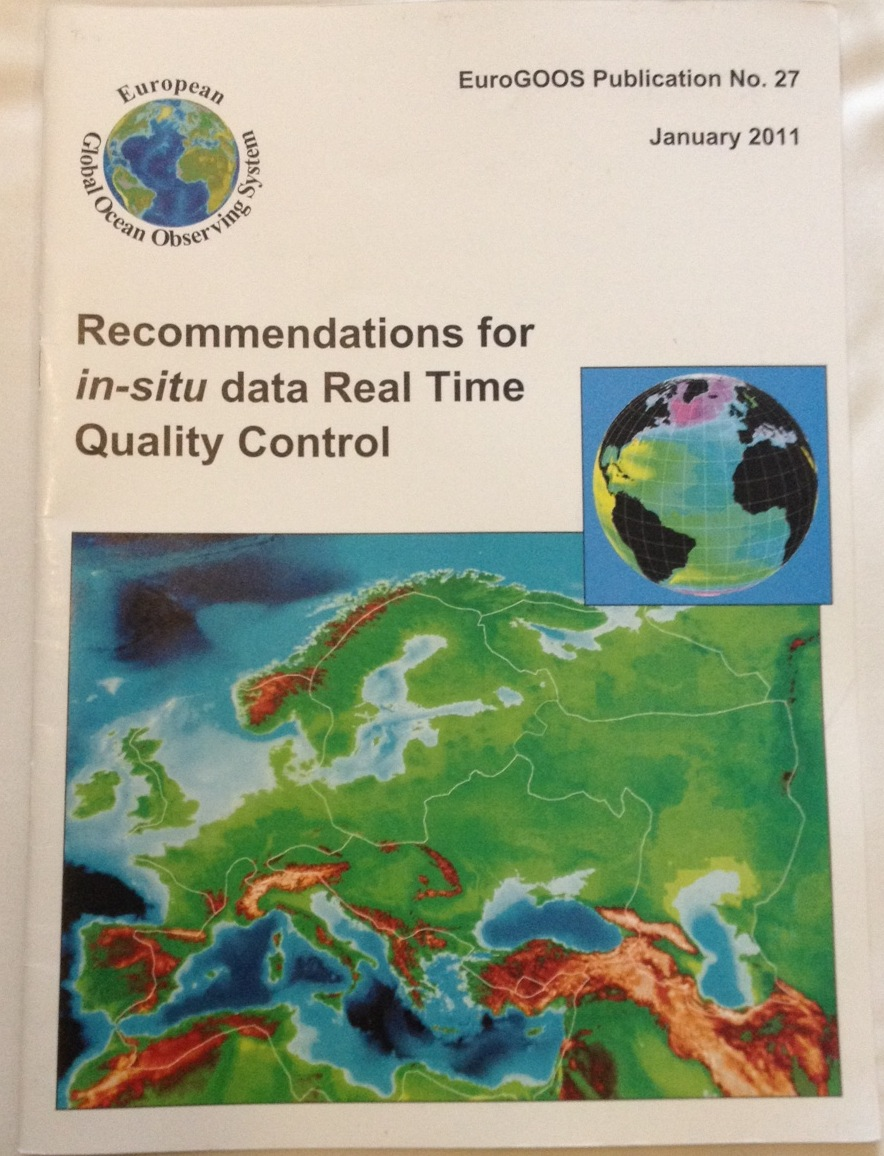 European
Global Ocean Observing System
EuroGOOS Publication No. 27
January 2011
Recommendations for
in-situ data Real Time
Quality Control